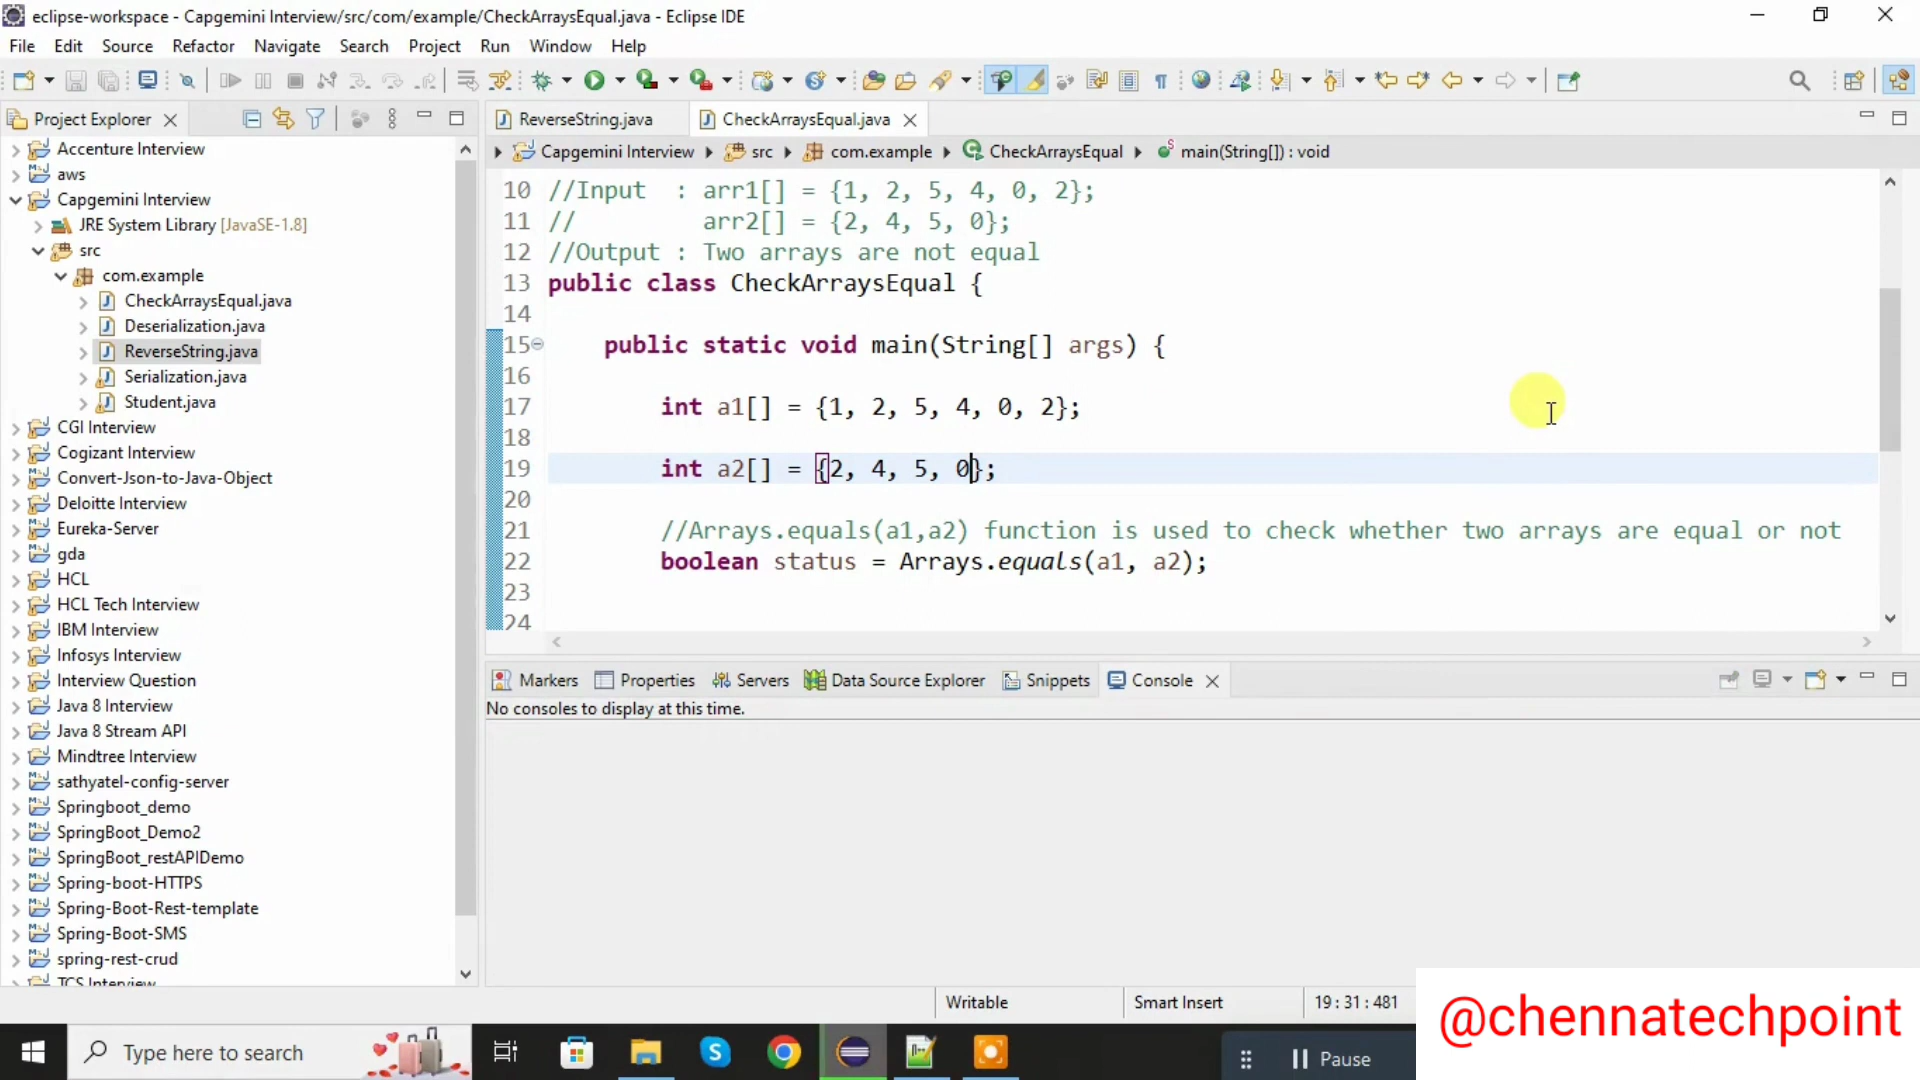 eclipse-workspace - Capgemini Interview/src/com/example/CheckArraysEqual.java - Eclipse IDE
File Edit Source Refactor Navigate Search Project Run Window Help
Project Explorer
Accenture Interview
aws
Capgemini Interview
JRE System Library [JavaSE-1.8]
src
com.example
CheckArraysEqual.java
Deserialization.java
ReverseString.java
Serialization.java
Student.java
CGI Interview
Cogizant Interview
Convert-Json-to-Java-Object
Deloitte Interview
Eureka-Server
gda
HCL
HCL Tech Interview
IBM Interview
Infosys Interview
Interview Question
Java 8 Interview
Java 8 Stream API
Mindtree Interview
sathyatel-config-server
Springboot_demo
SpringBoot_Demo2
SpringBoot_restAPIDemo
Spring-boot-HTTPS
Spring-Boot-Rest-template
Spring-Boot-SMS
spring-rest-crud
TCS Interview
ReverseString.java CheckArraysEqual.java
Capgemini Interview src com.example CheckArraysEqual main(String[]) : void
10 //Input  : arr1[] = {1, 2, 5, 4, 0, 2};
11 //         arr2[] = {2, 4, 5, 0};
12 //Output : Two arrays are not equal
13 public class CheckArraysEqual {
14
15     public static void main(String[] args) {
16
17         int a1[] = {1, 2, 5, 4, 0, 2};
18
19         int a2[] = {2, 4, 5, 0};
20
21         //Arrays.equals(a1,a2) function is used to check whether two arrays are equal or not
22         boolean status = Arrays.equals(a1, a2);
23
24
Markers Properties Servers Data Source Explorer Snippets Console
No consoles to display at this time.
Writable Smart Insert 19 : 31 : 481
@chennatechpoint
Type here to search
Pause